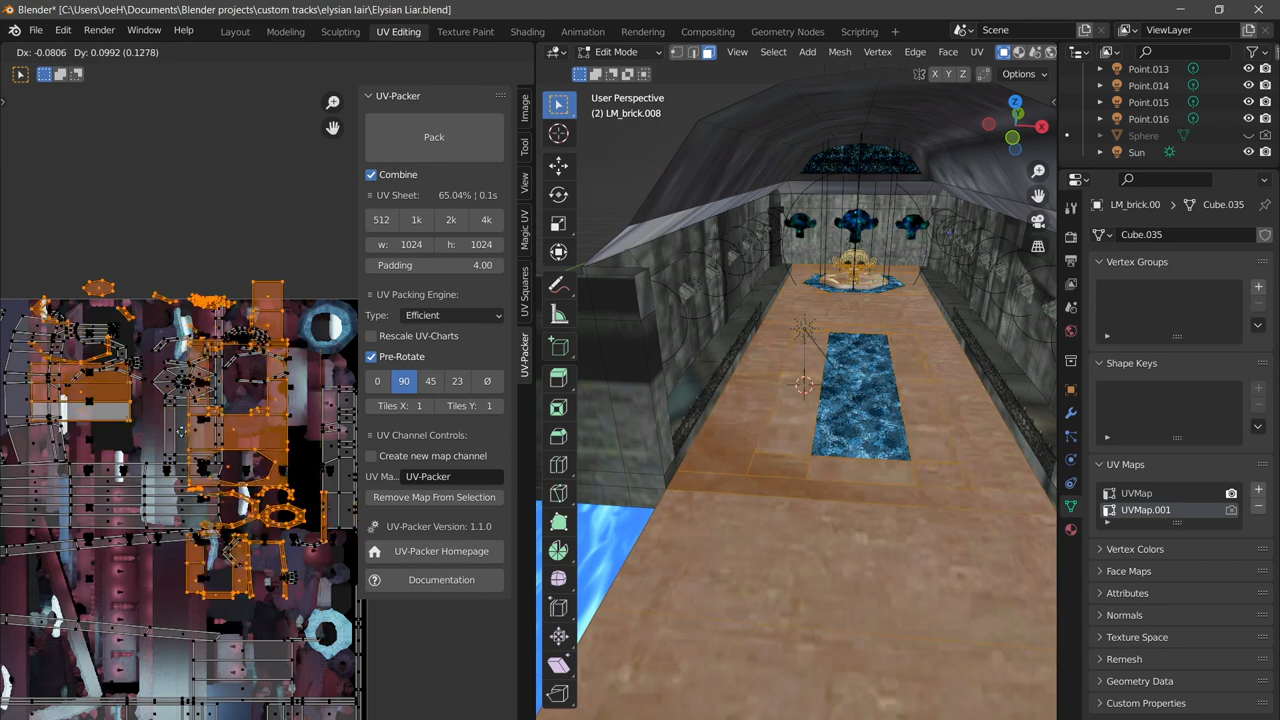 Blender* [C:\Users\JoeH\Documents\Blender projects\custom tracks\elysian lair\Elysian Liar.blend]
File Edit Render Window Help Layout Modeling Sculpting UV Editing Texture Paint Shading Animation Rendering Compositing Geometry Nodes Scripting Scene ViewLayer
Dx: -0.0806 Dy: 0.0992 (0.1278)
Edit Mode View Select Add Mesh Vertex Edge Face UV
X Y Z Options
User Perspective
(2) LM_brick.008
Z
Y
X
UV-Packer
Pack
Combine
UV Sheet: 65.04% | 0.1s
512 1k 2k 4k
w: 1024 h: 1024
Padding 4.00
UV Packing Engine:
Type: Efficient
Rescale UV-Charts
Pre-Rotate
0 90 45 23 Ø
Tiles X: 1 Tiles Y: 1
UV Channel Controls:
Create new map channel
UV Ma... UV-Packer
Remove Map From Selection
UV-Packer Version: 1.1.0
UV-Packer Homepage
Documentation
Image
Tool
View
Magic UV
UV Squares
UV-Packer
Point.013
Point.014
Point.015
Point.016
Sphere
Sun
LM_brick.00 Cube.035
Cube.035
Vertex Groups
Shape Keys
UV Maps
UVMap
UVMap.001
Vertex Colors
Face Maps
Attributes
Normals
Texture Space
Remesh
Geometry Data
Custom Properties